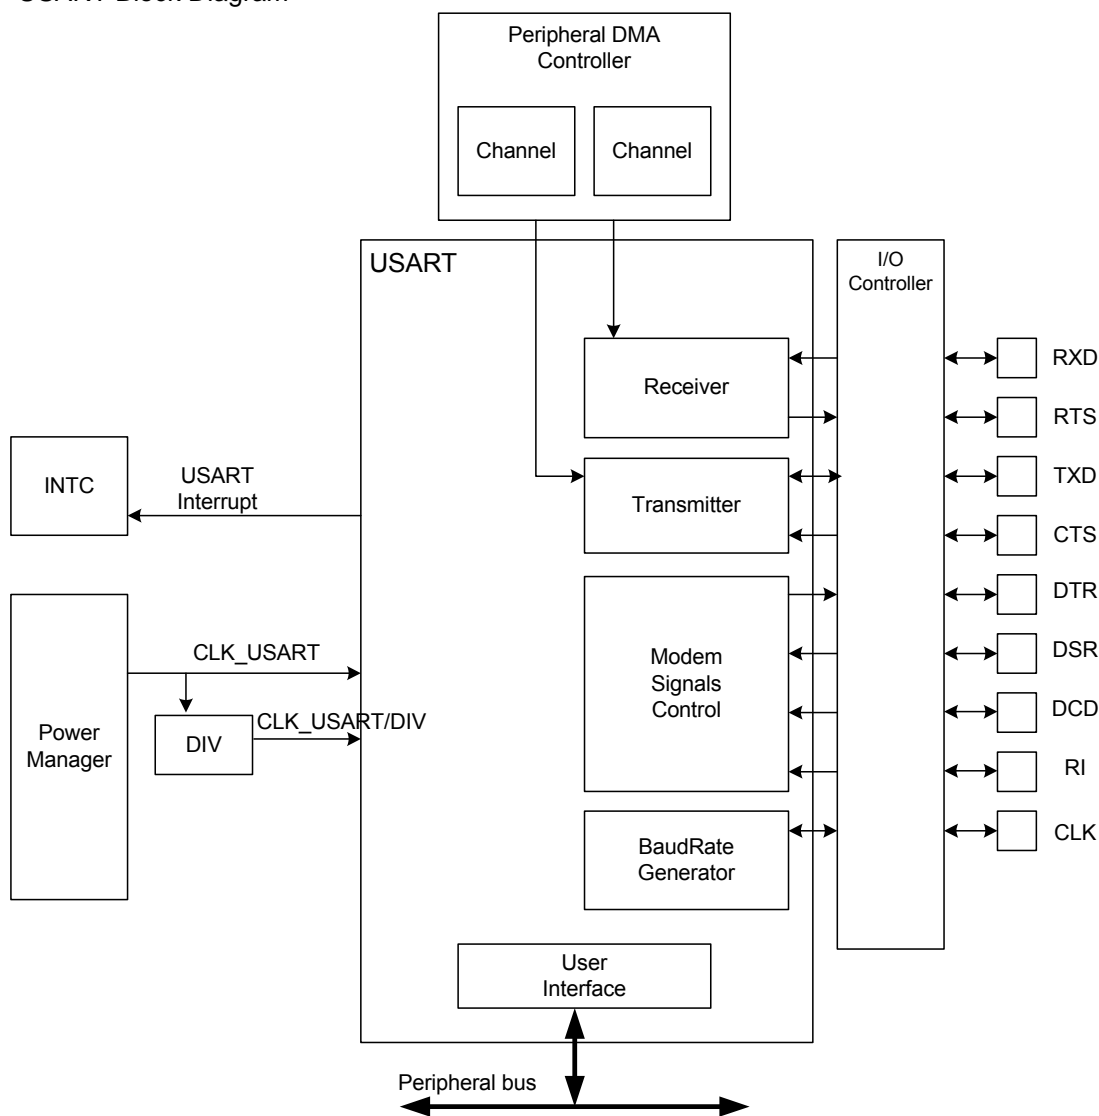 USART Block Diagram
Peripheral DMA
Controller
Channel
Channel
USART
I/O
Controller
Receiver
RXD
RTS
INTC
USART
Interrupt
Transmitter
TXD
CTS
DTR
CLK_USART
Modem
Signals
Control
DSR
Power
Manager
DIV
CLK_USART/DIV
DCD
RI
BaudRate
Generator
CLK
User
Interface
Peripheral bus